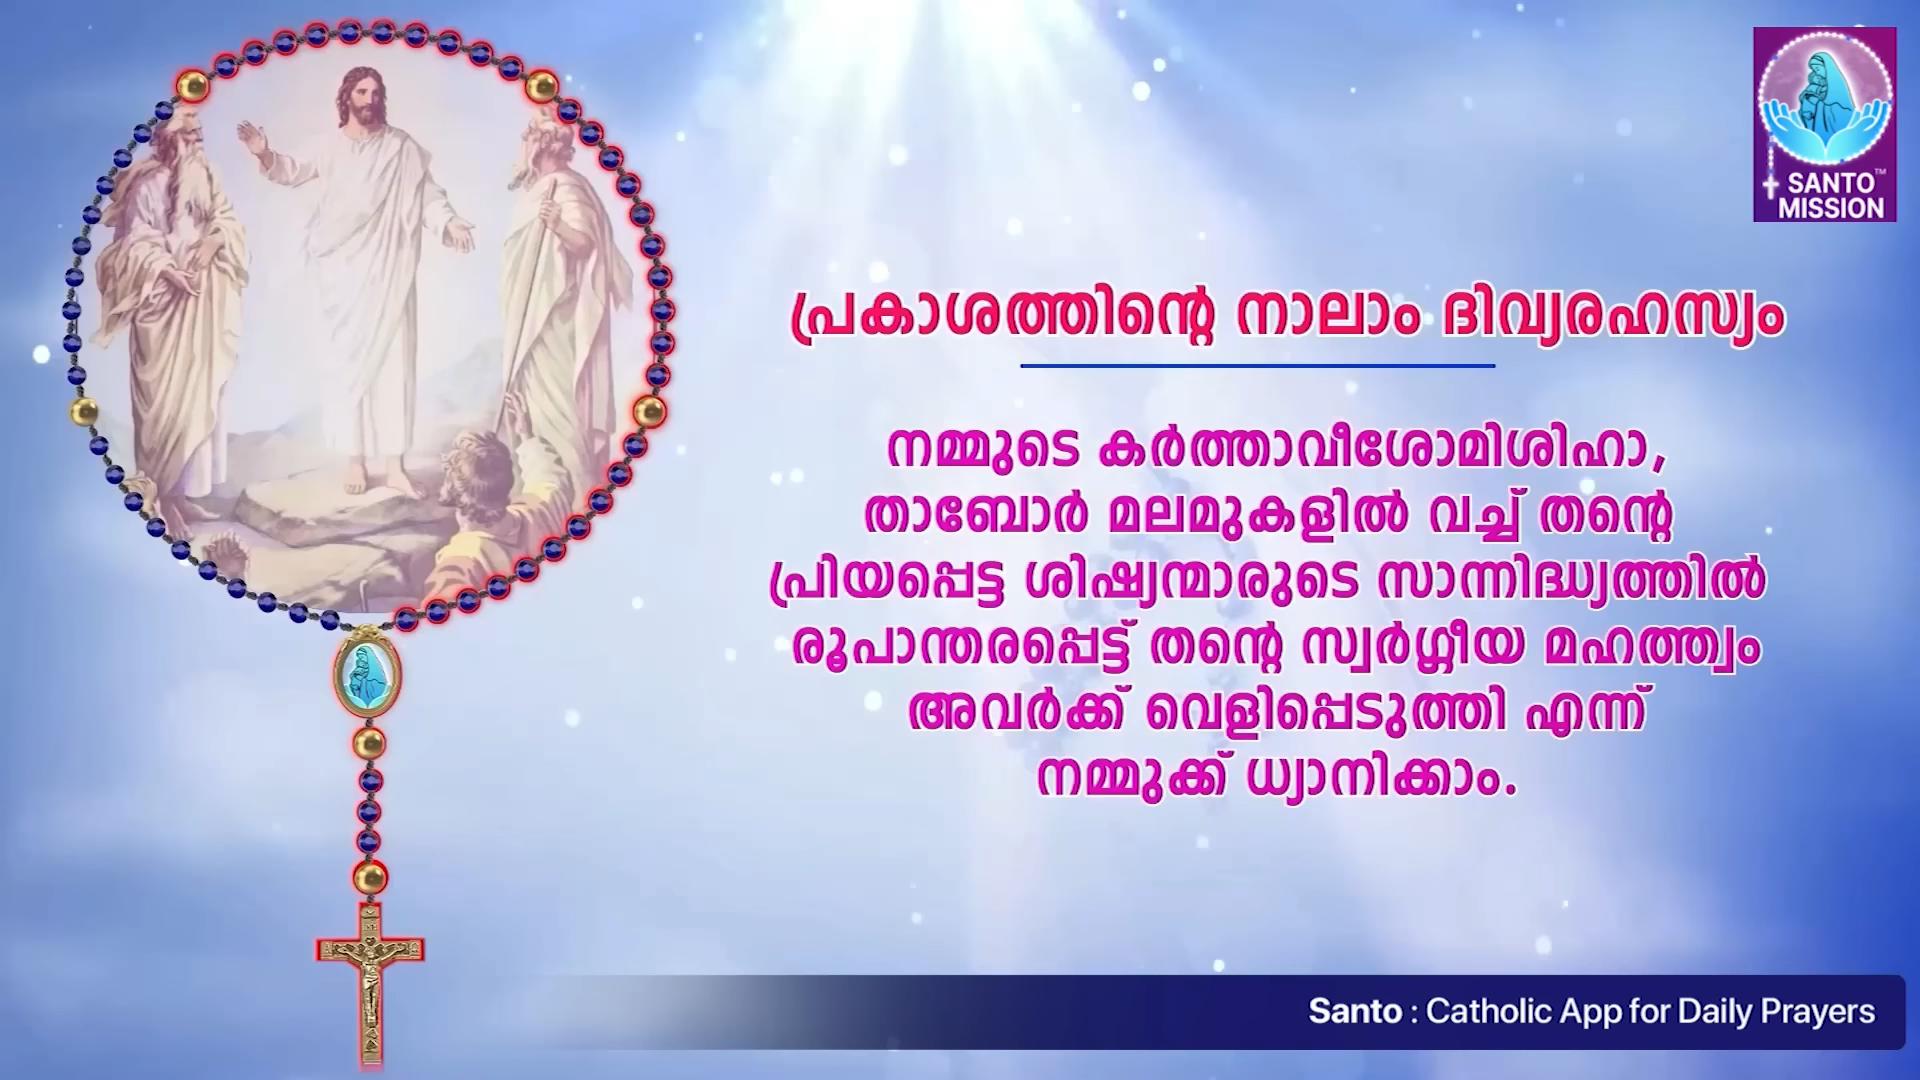 SANTO™
MISSION
പ്രകാശത്തിന്റെ നാലാം ദിവ്യരഹസ്യം
നമ്മുടെ കർത്താവീശോമിശിഹാ,
താബോർ മലമുകളിൽ വച്ച് തന്റെ
പ്രിയപ്പെട്ട ശിഷ്യന്മാരുടെ സാന്നിദ്ധ്യത്തിൽ
രൂപാന്തരപ്പെട്ട് തന്റെ സ്വർഗ്ഗീയ മഹത്ത്വം
അവർക്ക് വെളിപ്പെടുത്തി എന്ന്
നമ്മുക്ക് ധ്യാനിക്കാം.
Santo : Catholic App for Daily Prayers